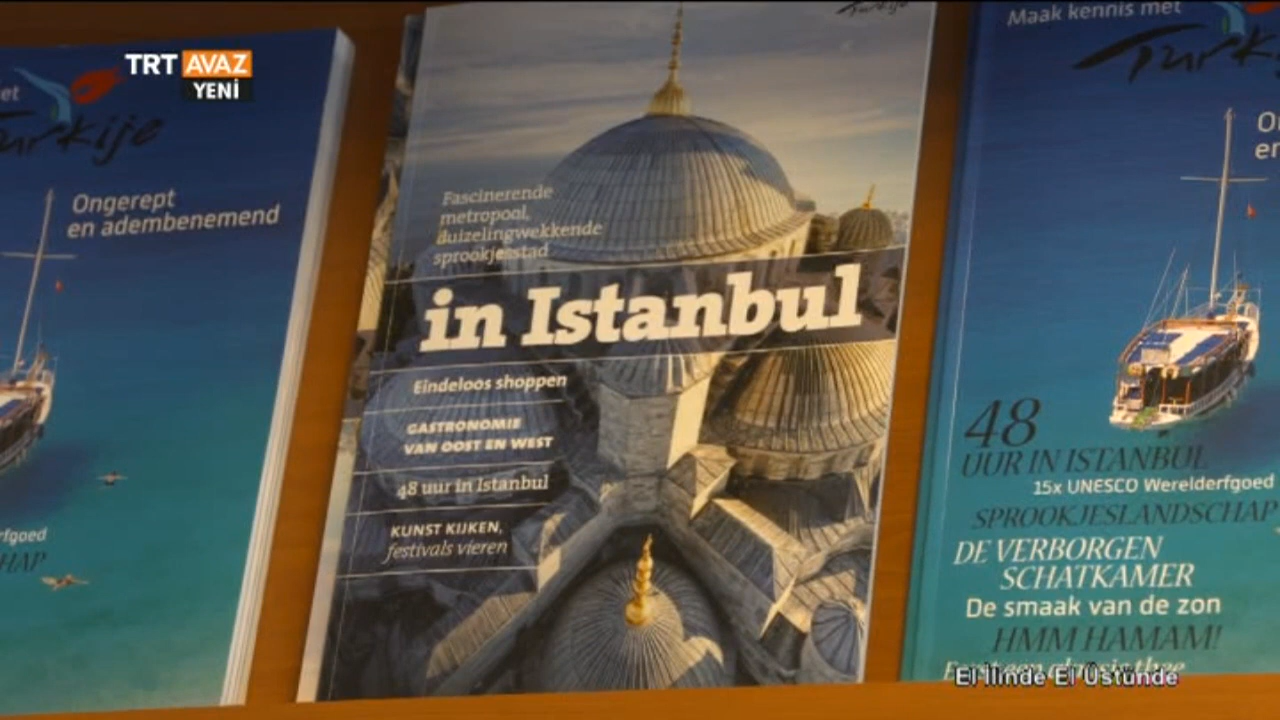 TRT AVAZ
YENİ
Turkije
Ongerept
en adembenemend
Fascinerende
metropool,
duizelingwekkende
sprookjesstad
in Istanbul
Eindeloos shoppen
GASTRONOMIE
VAN OOST EN WEST
48 uur in Istanbul
KUNST KIJKEN,
festivals vieren
Maak kennis met
Turkije
48
UUR IN ISTANBUL
15x UNESCO Werelderfgoed
SPROOKJESLANDSCHAP
DE VERBORGEN
SCHATKAMER
De smaak van de zon
HMM HAMAM!
El İlinde El Üstünde